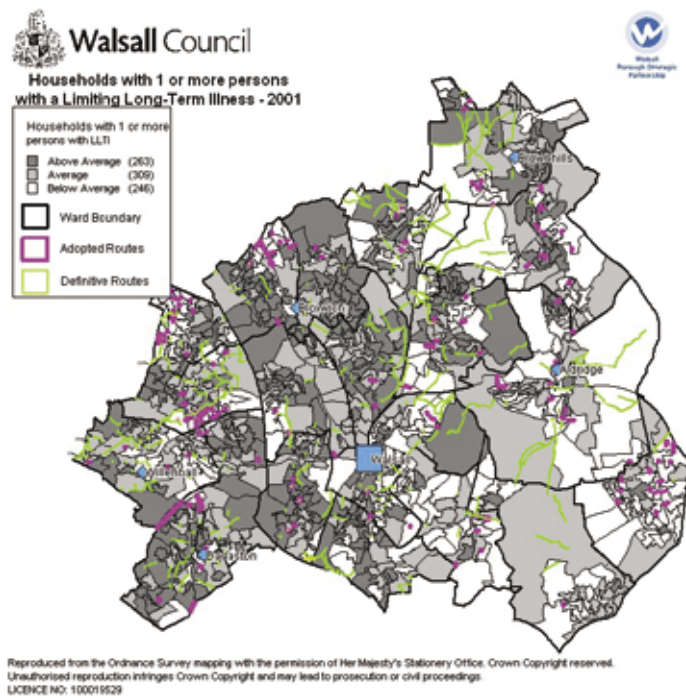 Walsall Council
Walsall
Borough Strategic
Partnership
Households with 1 or more persons
with a Limiting Long-Term Illness - 2001
Households with 1 or more
persons with LLTI
Above Average (263)
Average (309)
Below Average (246)
Ward Boundary
Adopted Routes
Definitive Routes
Brownhills
Bloxwich
Aldridge
Willenhall
Reproduced from the Ordnance Survey mapping with the permission of Her Majesty's Stationery Office. Crown Copyright reserved.
Unauthorised reproduction infringes Crown Copyright and may lead to prosecution or civil proceedings.
LICENCE NO: 100019529